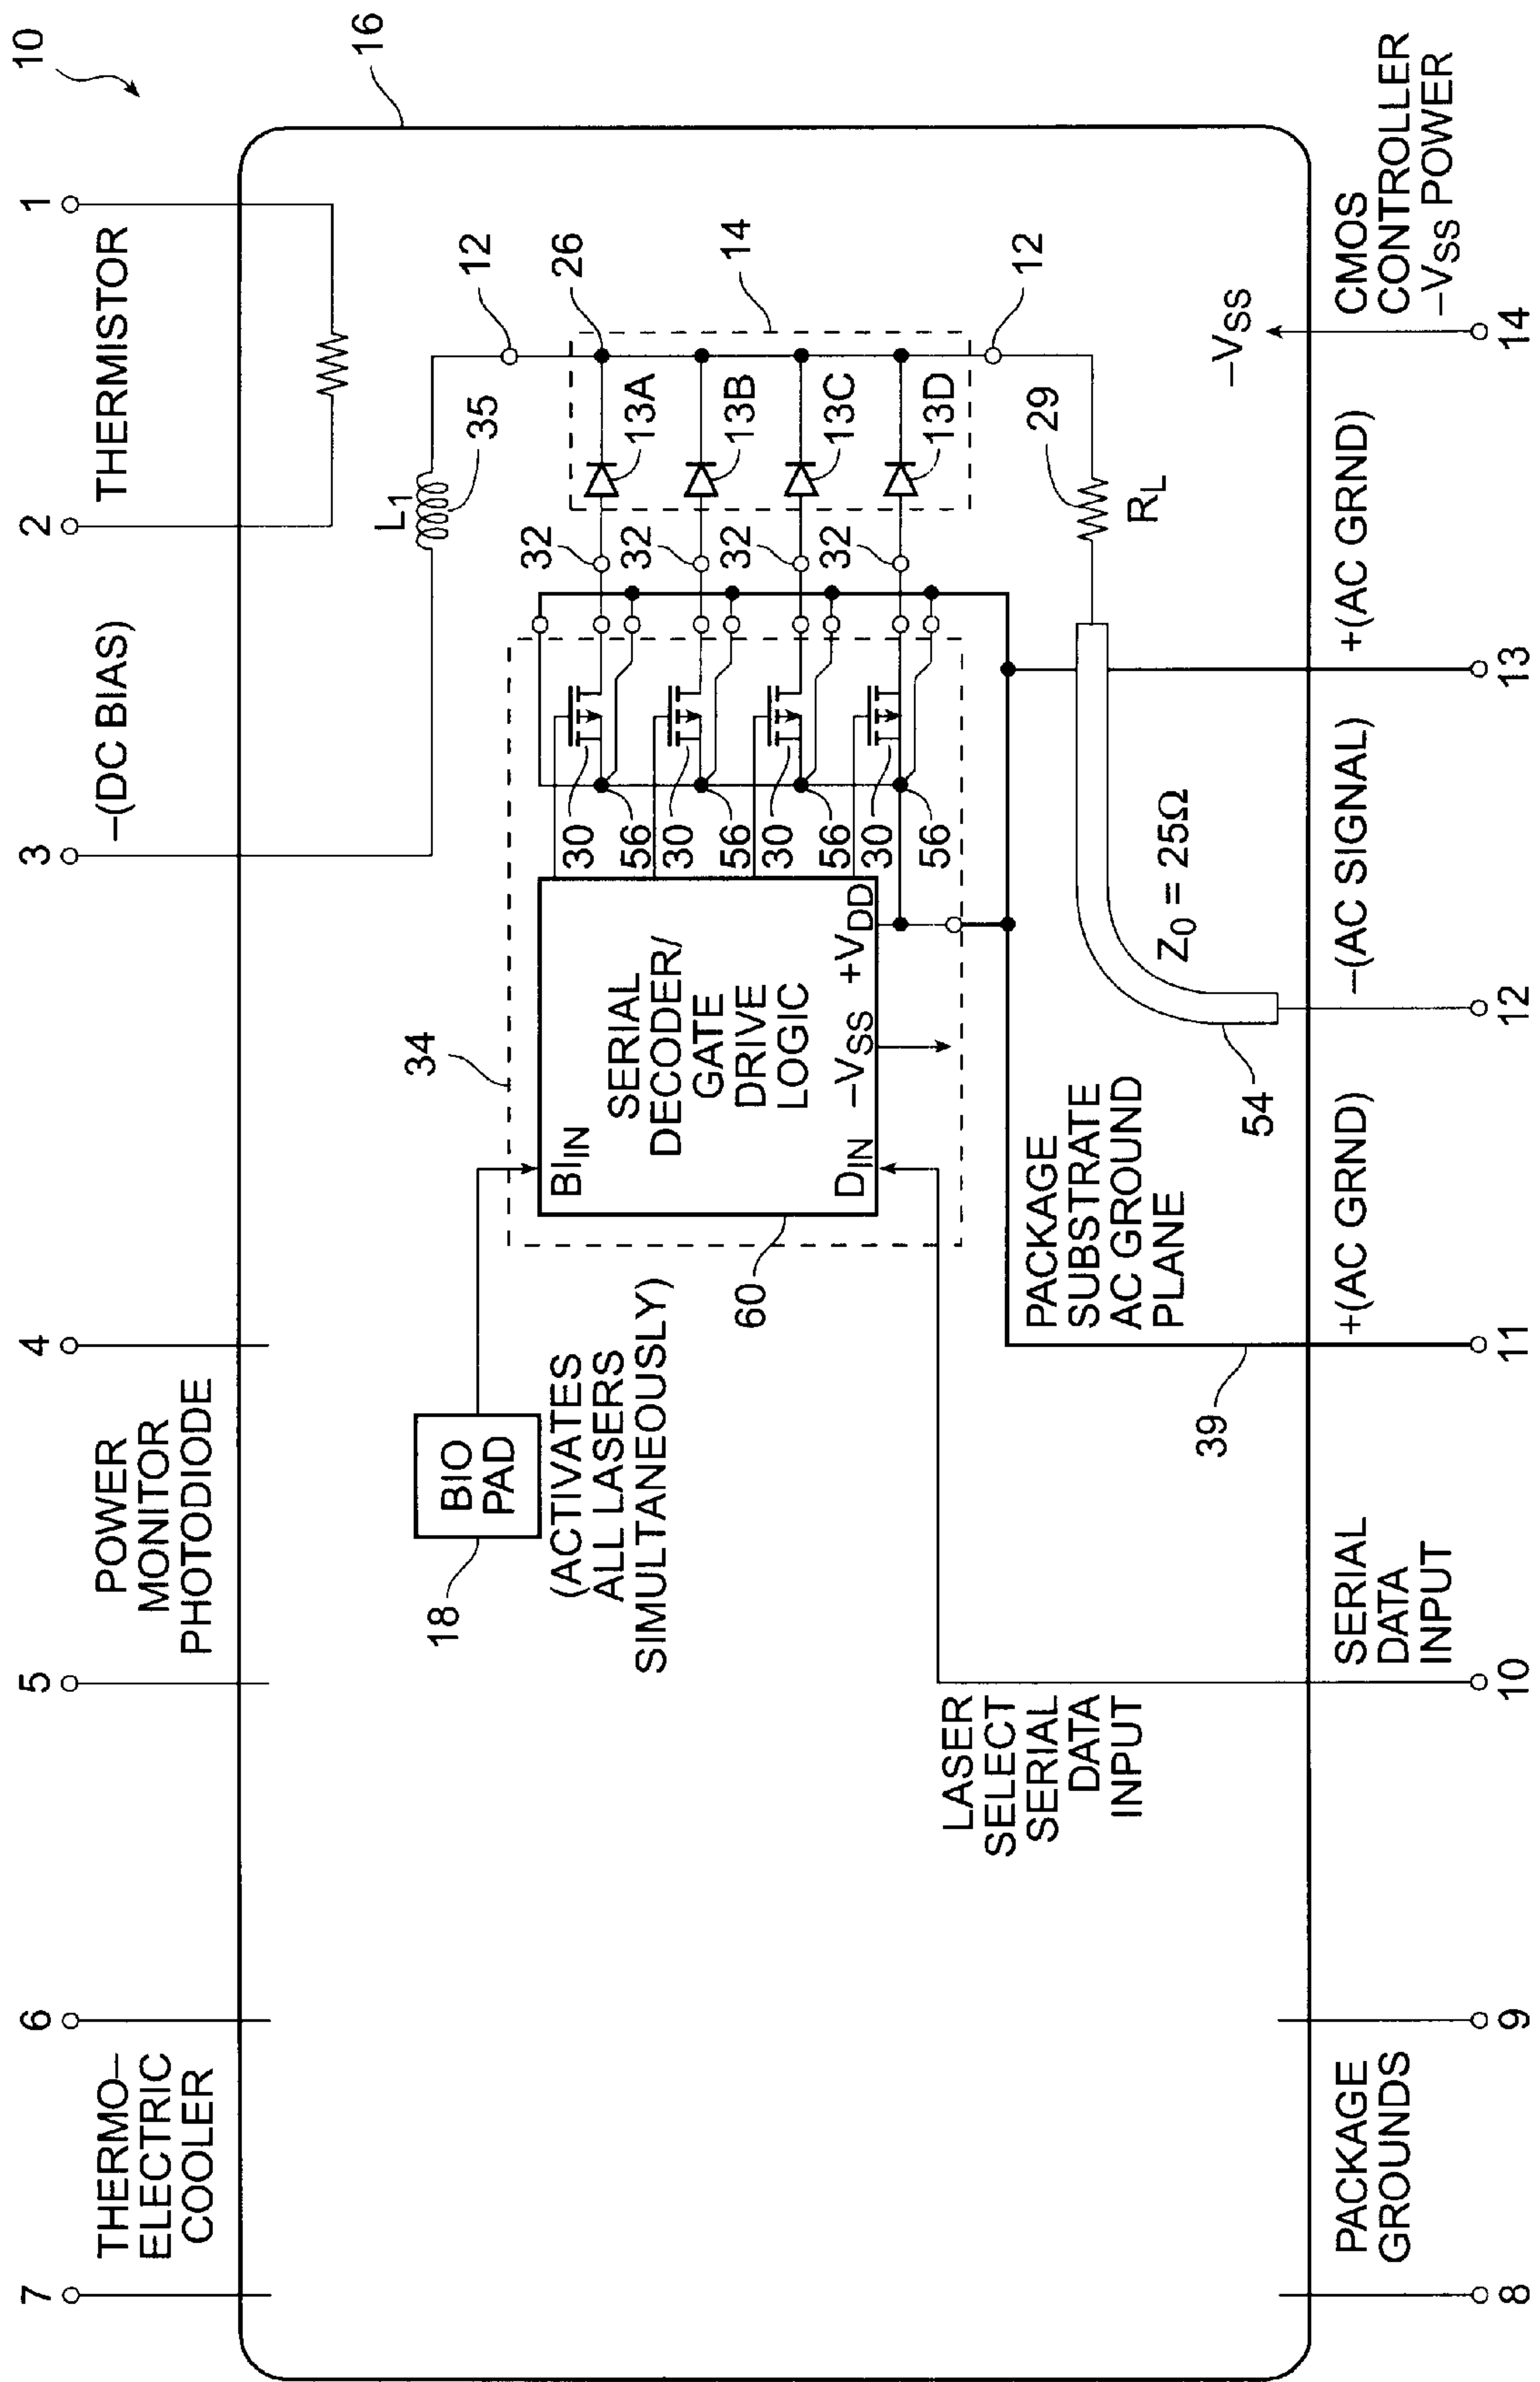 10
16
7
6
5
4
3
2
1
THERMO–
ELECTRIC
COOLER
POWER
MONITOR
PHOTODIODE
–(DC BIAS)
THERMISTOR
L1
35
12
26
14
12
BIO
PAD
18
(ACTIVATES
ALL LASERS
SIMULTANEOUSLY)
34
BIIN
SERIAL
DECODER/
GATE
DRIVE
LOGIC
DIN
–VSS
+VDD
60
30
56
30
56
30
56
30
56
32
32
32
32
13A
13B
13C
13D
29
RL
LASER
SELECT
SERIAL
DATA
INPUT
PACKAGE
SUBSTRATE
AC GROUND
PLANE
39
54
Z0 = 25Ω
–VSS
PACKAGE
GROUNDS
SERIAL
DATA
INPUT
+(AC GRND)
–(AC SIGNAL)
+(AC GRND)
CMOS
CONTROLLER
–VSS POWER
8
9
10
11
12
13
14